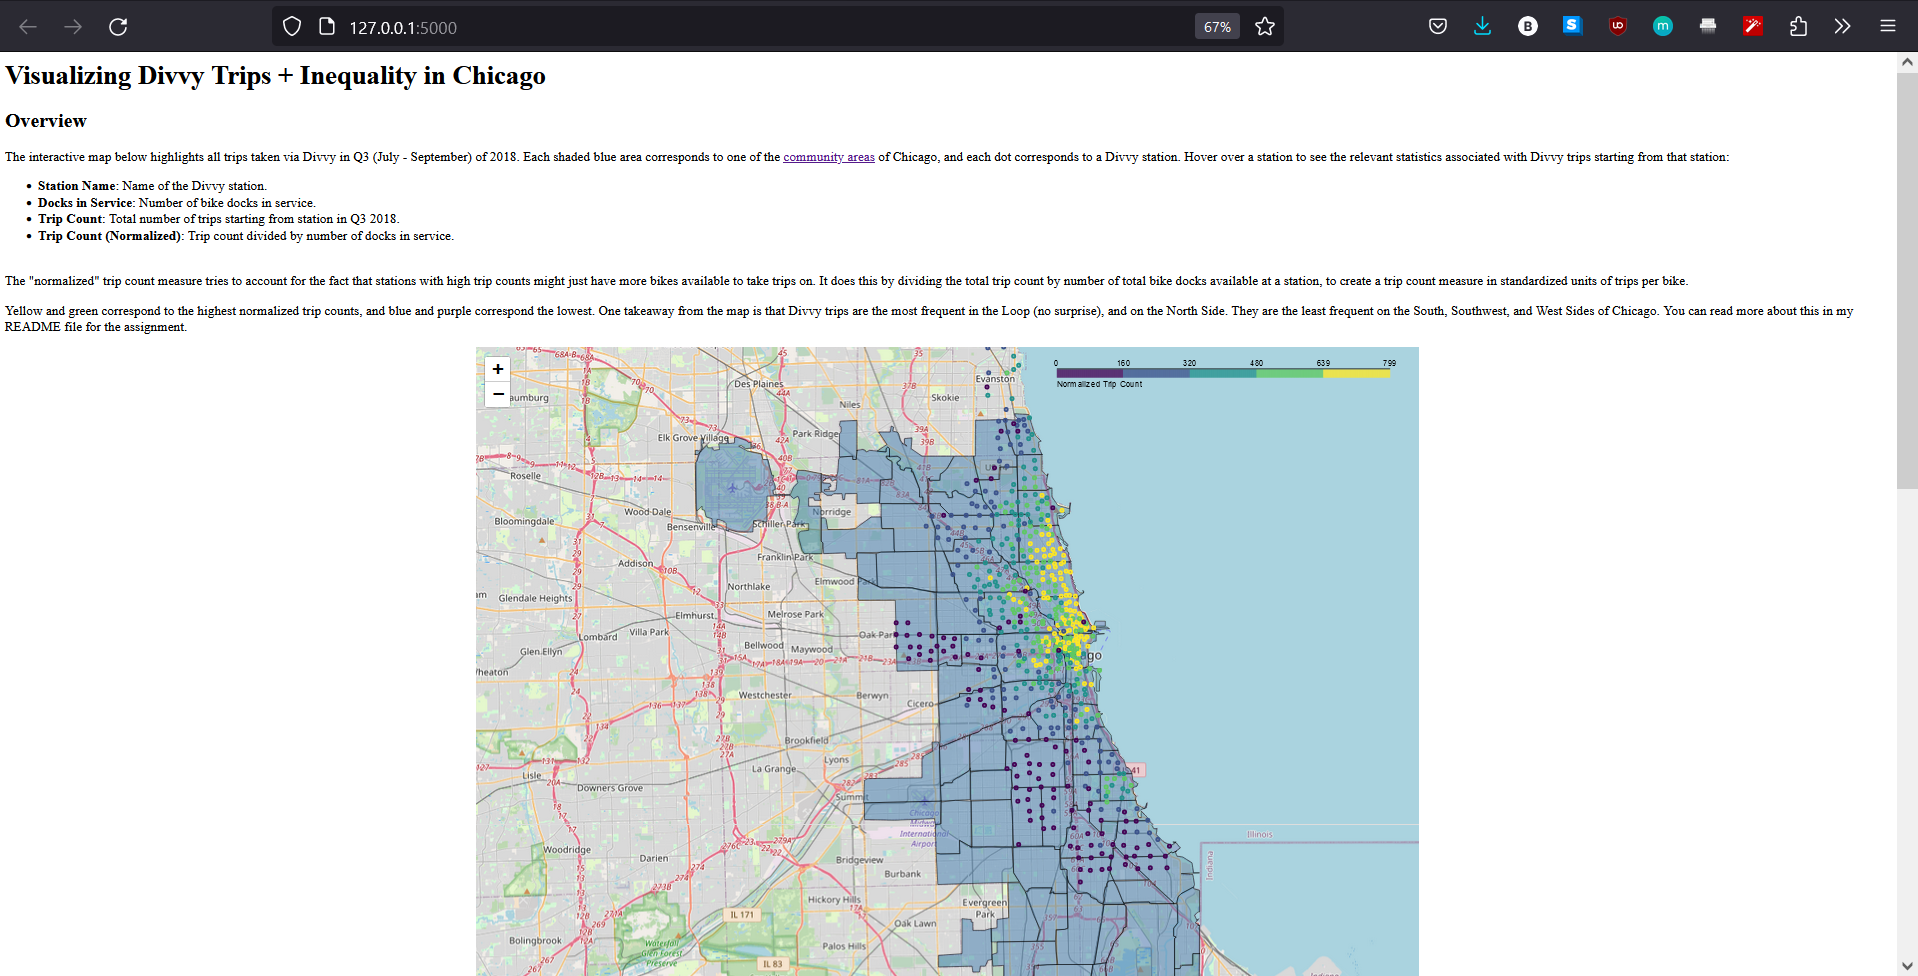 127.0.0.1:5000
67%
Visualizing Divvy Trips + Inequality in Chicago
Overview
The interactive map below highlights all trips taken via Divvy in Q3 (July - September) of 2018. Each shaded blue area corresponds to one of the community areas of Chicago, and each dot corresponds to a Divvy station. Hover over a station to see the relevant statistics associated with Divvy trips starting from that station:
• Station Name: Name of the Divvy station.
• Docks in Service: Number of bike docks in service.
• Trip Count: Total number of trips starting from station in Q3 2018.
• Trip Count (Normalized): Trip count divided by number of docks in service.
The "normalized" trip count measure tries to account for the fact that stations with high trip counts might just have more bikes available to take trips on. It does this by dividing the total trip count by number of total bike docks available at a station, to create a trip count measure in standardized units of trips per bike.
Yellow and green correspond to the highest normalized trip counts, and blue and purple correspond the lowest. One takeaway from the map is that Divvy trips are the most frequent in the Loop (no surprise), and on the North Side. They are the least frequent on the South, Southwest, and West Sides of Chicago. You can read more about this in my
README file for the assignment.
+
−
0 160 320 480 639 799
Normalized Trip Count
Evanston
Des Plaines
Skokie
Niles
aumburg
Park Ridge
Elk Grove Village
Roselle
Wood Dale
Norridge
Bloomingdale
Bensenville
Schiller Park
Franklin Park
Addison
Northlake
Elmwood Pa
Glendale Heights
Elmhurst
Melrose Park
Villa Park
Lombard
Oak Par
Bellwood
Maywood
Glen Ellyn
ago
Wheaton
Westchester
Berwyn
Cicero
Brookfield
Lyons
La Grange
Lisle
Downers Grove
Summit
Chicago
Midway
International
Airport
41
Illinois
Indiana
Woodridge
Darien
Bridgeview
Burbank
Hickory Hills
Evergreen
Park
IL 171
Oak Lawn
Bolingbrook
Waterfall
Glen Forest
Preserve
Palos Hills
IL 83